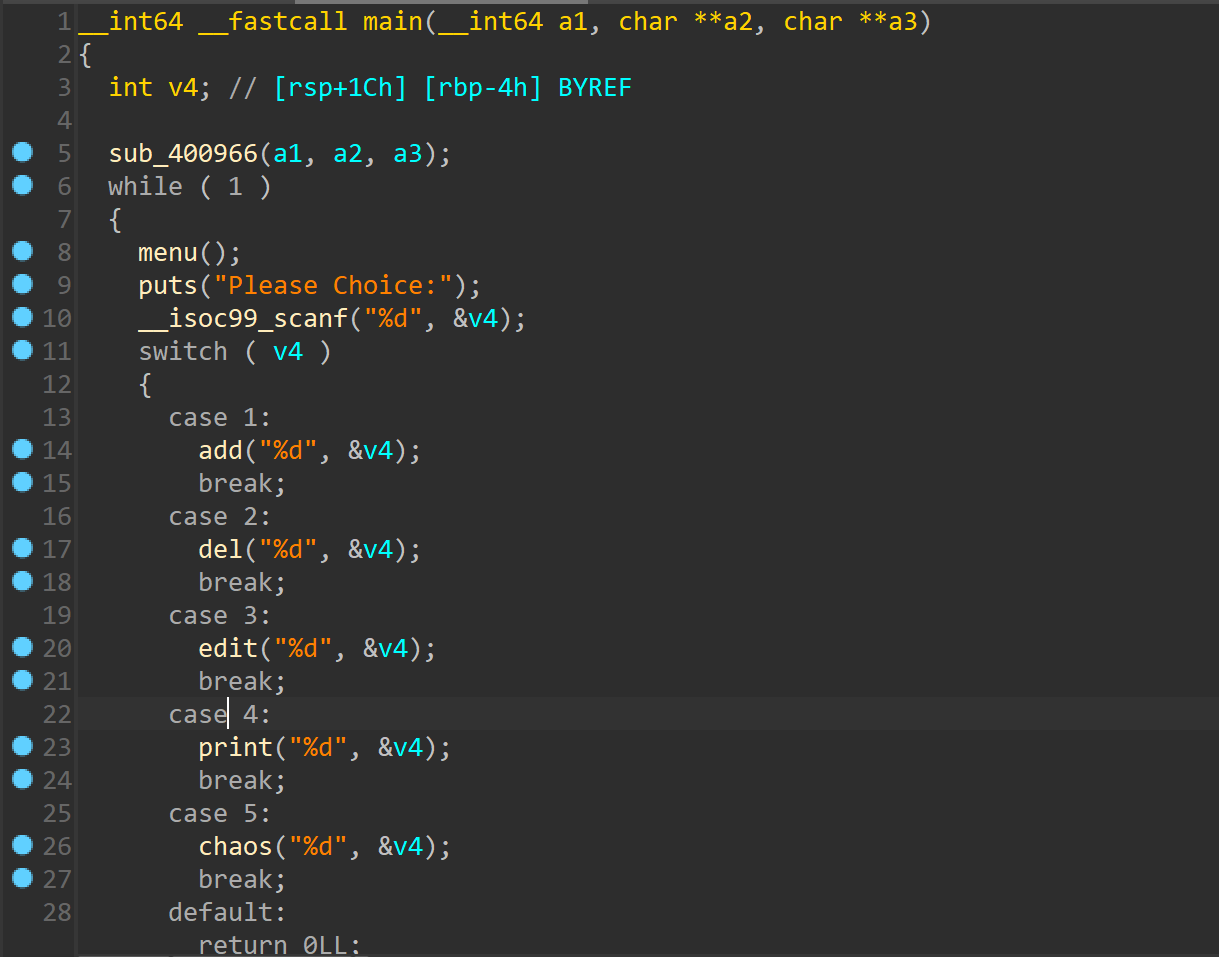 1 __int64 __fastcall main(__int64 a1, char **a2, char **a3)
2 {
3   int v4; // [rsp+1Ch] [rbp-4h] BYREF
4
5   sub_400966(a1, a2, a3);
6   while ( 1 )
7   {
8     menu();
9     puts("Please Choice:");
10     __isoc99_scanf("%d", &v4);
11     switch ( v4 )
12     {
13       case 1:
14         add("%d", &v4);
15         break;
16       case 2:
17         del("%d", &v4);
18         break;
19       case 3:
20         edit("%d", &v4);
21         break;
22       case 4:
23         print("%d", &v4);
24         break;
25       case 5:
26         chaos("%d", &v4);
27         break;
28       default:
        return 0LL;